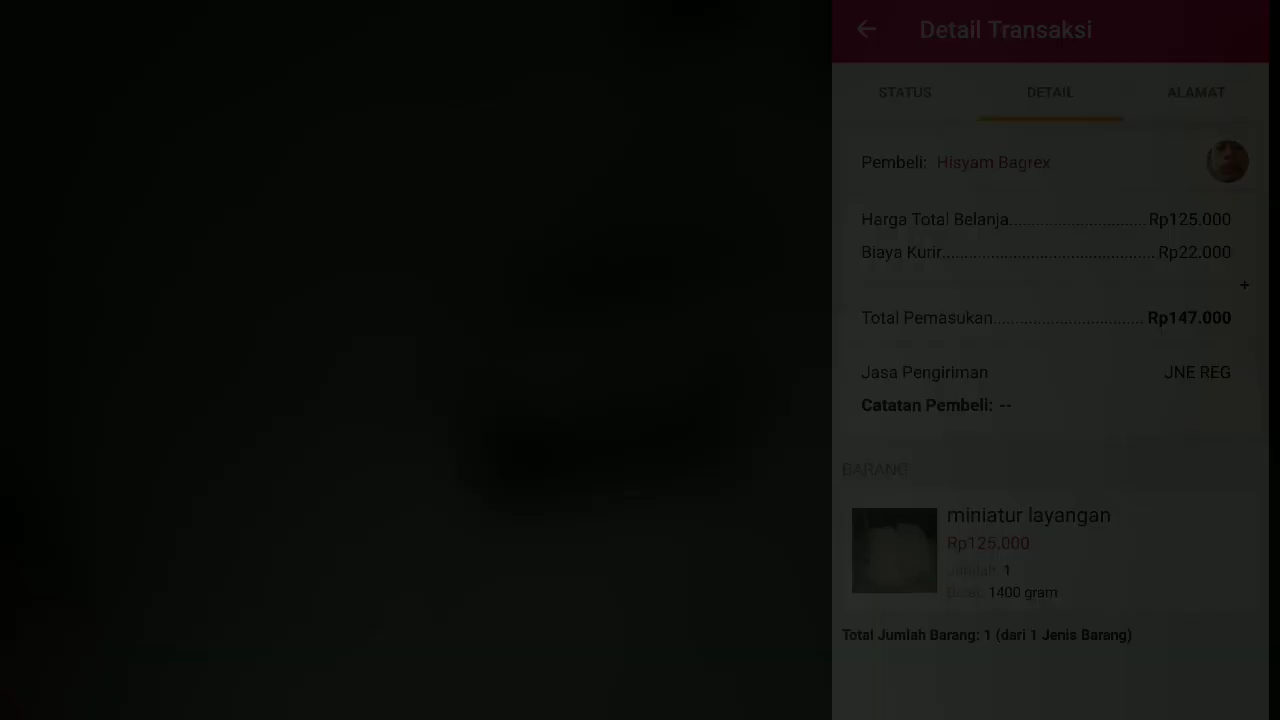 Detail Transaksi
STATUS DETAIL ALAMAT
Pembeli: Hisyam Bagrex
Harga Total Belanja..............................Rp125.000
Biaya Kurir..............................................Rp22.000
+
Total Pemasukan.................................Rp147.000
Jasa Pengiriman JNE REG
Catatan Pembeli: --
BARANG
miniatur layangan
Rp125.000
Jumlah: 1
Berat: 1400 gram
Total Jumlah Barang: 1 (dari 1 Jenis Barang)